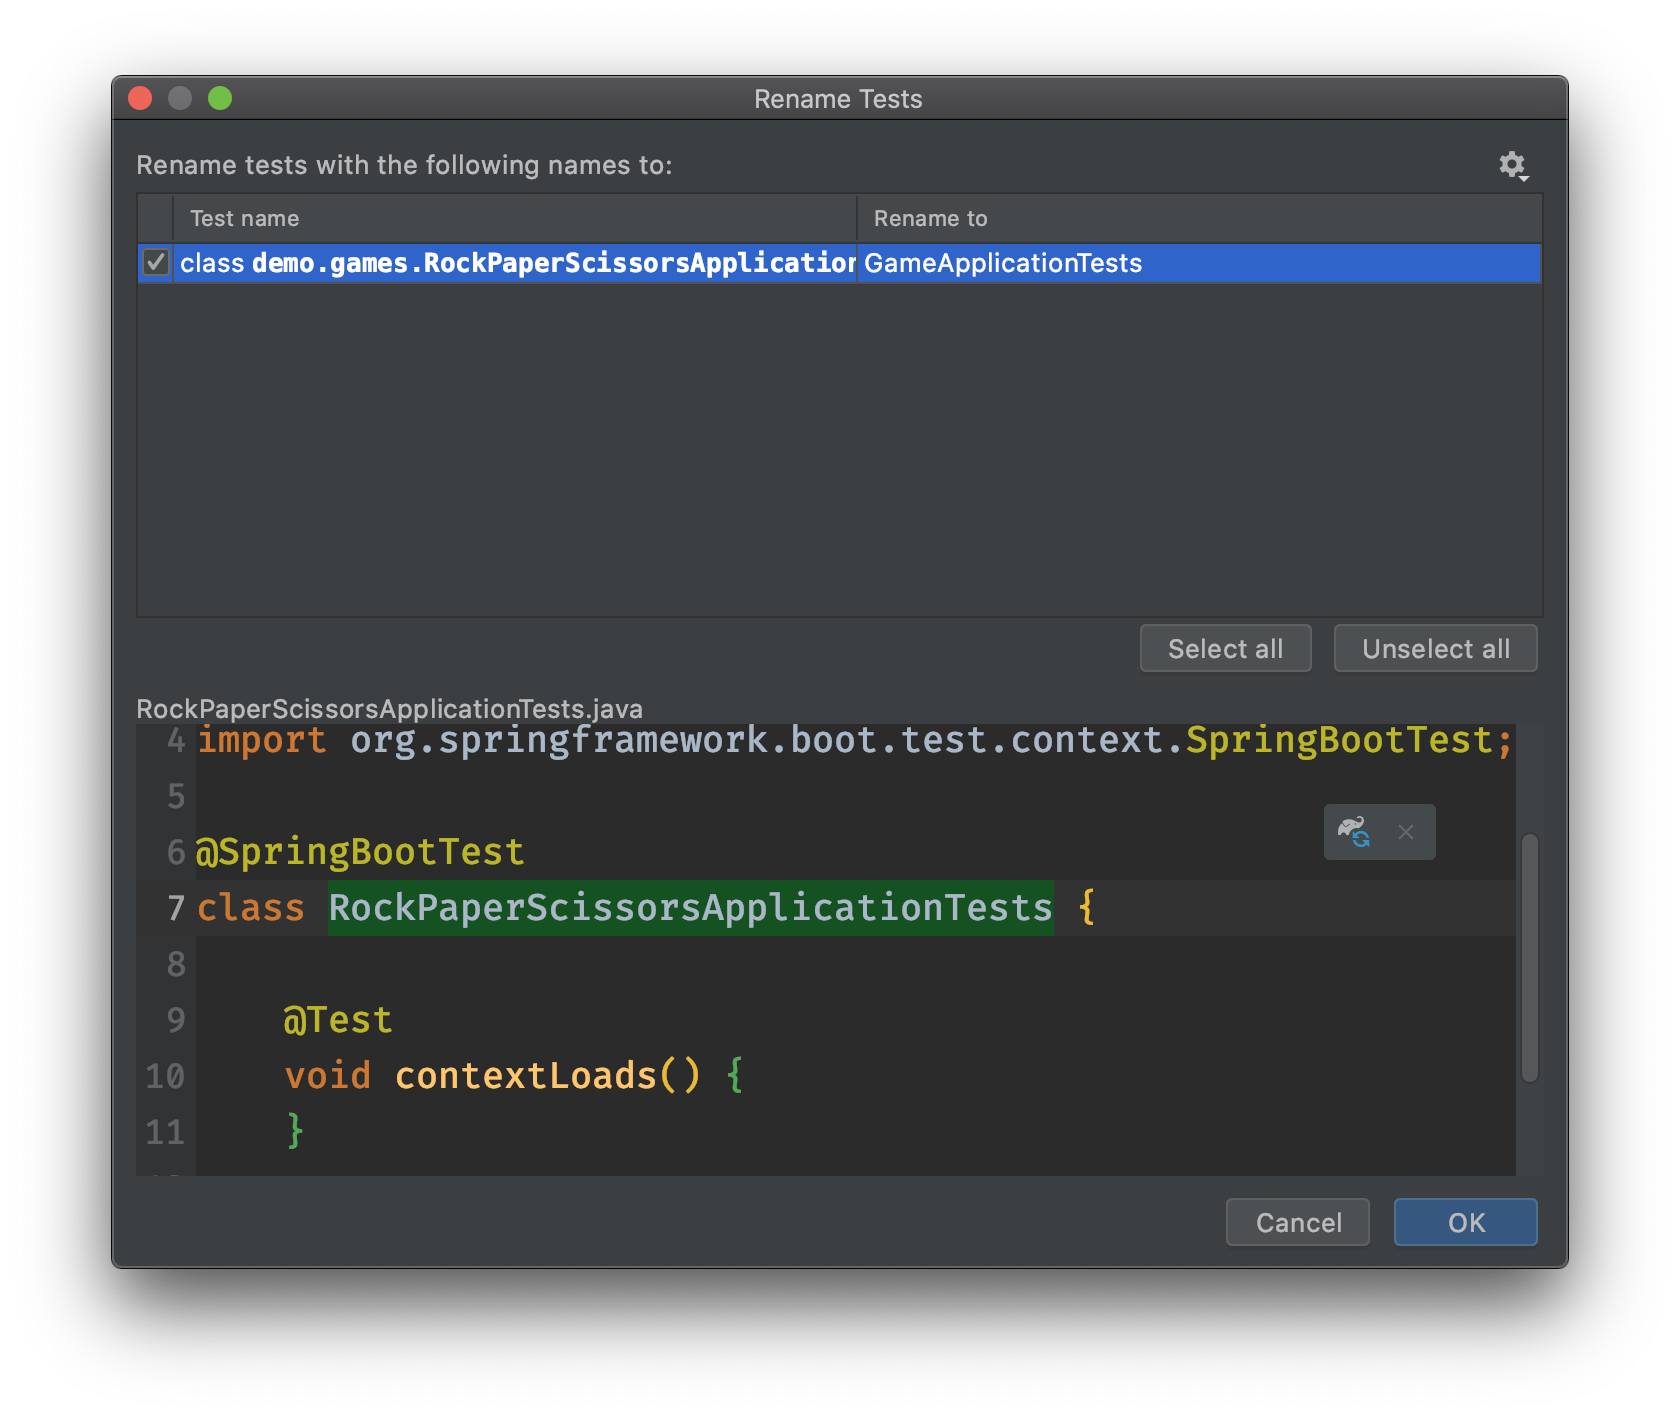 Rename Tests
Rename tests with the following names to:
Test name Rename to
class demo.games.RockPaperScissorsApplication GameApplicationTests
Select all Unselect all
RockPaperScissorsApplicationTests.java
4 import org.springframework.boot.test.context.SpringBootTest;
5
6 @SpringBootTest
7 class RockPaperScissorsApplicationTests {
8
9 @Test
10 void contextLoads() {
11 }
Cancel OK